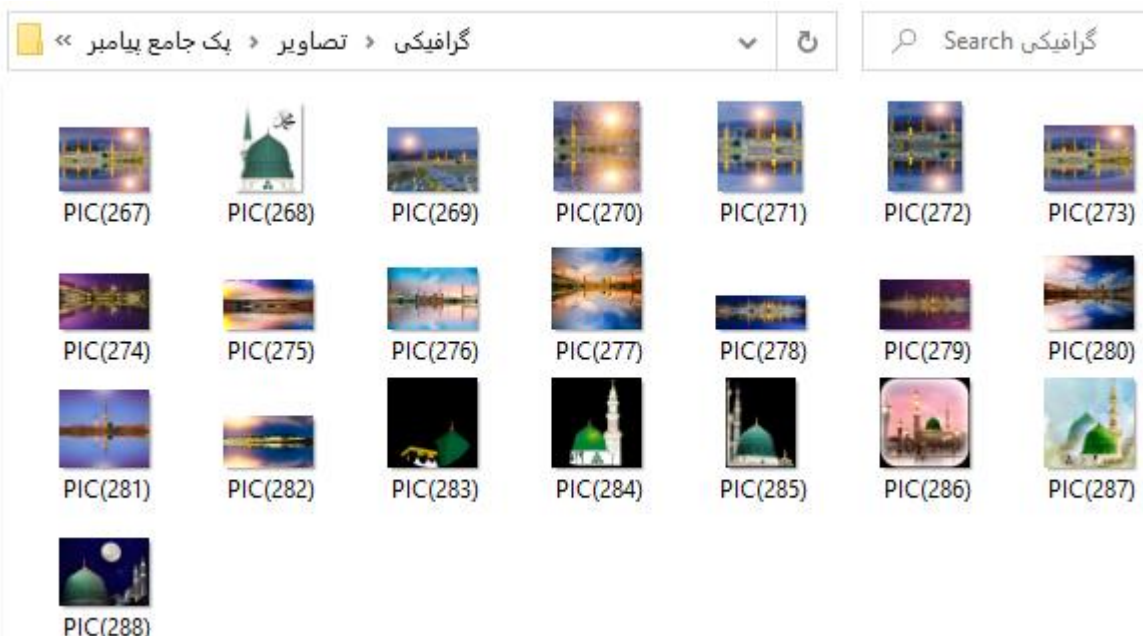 « پک جامع پیامبر › تصاویر › گرافیکی
Search گرافیکی
PIC(267) PIC(268) PIC(269) PIC(270) PIC(271) PIC(272) PIC(273)
PIC(274) PIC(275) PIC(276) PIC(277) PIC(278) PIC(279) PIC(280)
PIC(281) PIC(282) PIC(283) PIC(284) PIC(285) PIC(286) PIC(287)
PIC(288)